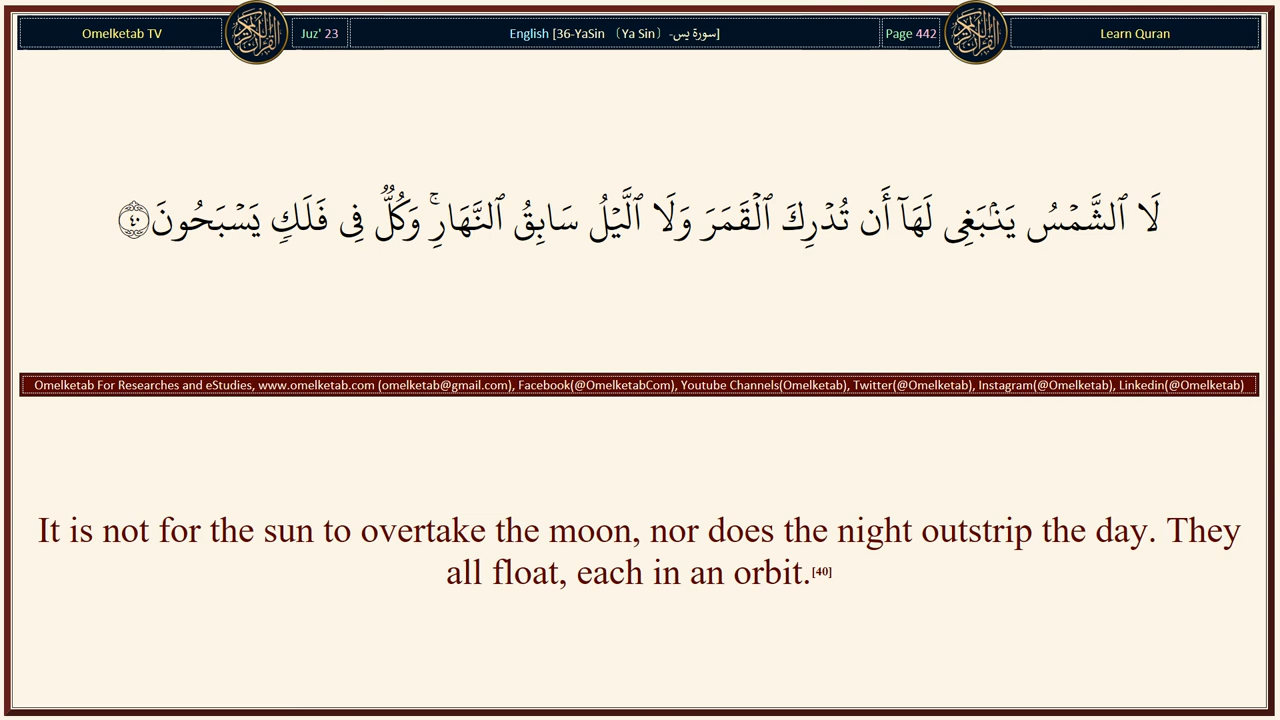 Omelketab TV
Juz' 23
English [36-YaSin （Ya Sin）-سورة يس]
Page 442
Learn Quran
لَا ٱلشَّمۡسُ يَنۢبَغِي لَهَآ أَن تُدۡرِكَ ٱلۡقَمَرَ وَلَا ٱلَّيۡلُ سَابِقُ ٱلنَّهَارِۚ وَكُلّٞ فِي فَلَكٖ يَسۡبَحُونَ ٤٠
Omelketab For Researches and eStudies, www.omelketab.com (omelketab@gmail.com), Facebook(@OmelketabCom), Youtube Channels(Omelketab), Twitter(@Omelketab), Instagram(@Omelketab), Linkedin(@Omelketab)
It is not for the sun to overtake the moon, nor does the night outstrip the day. They
all float, each in an orbit.[40]